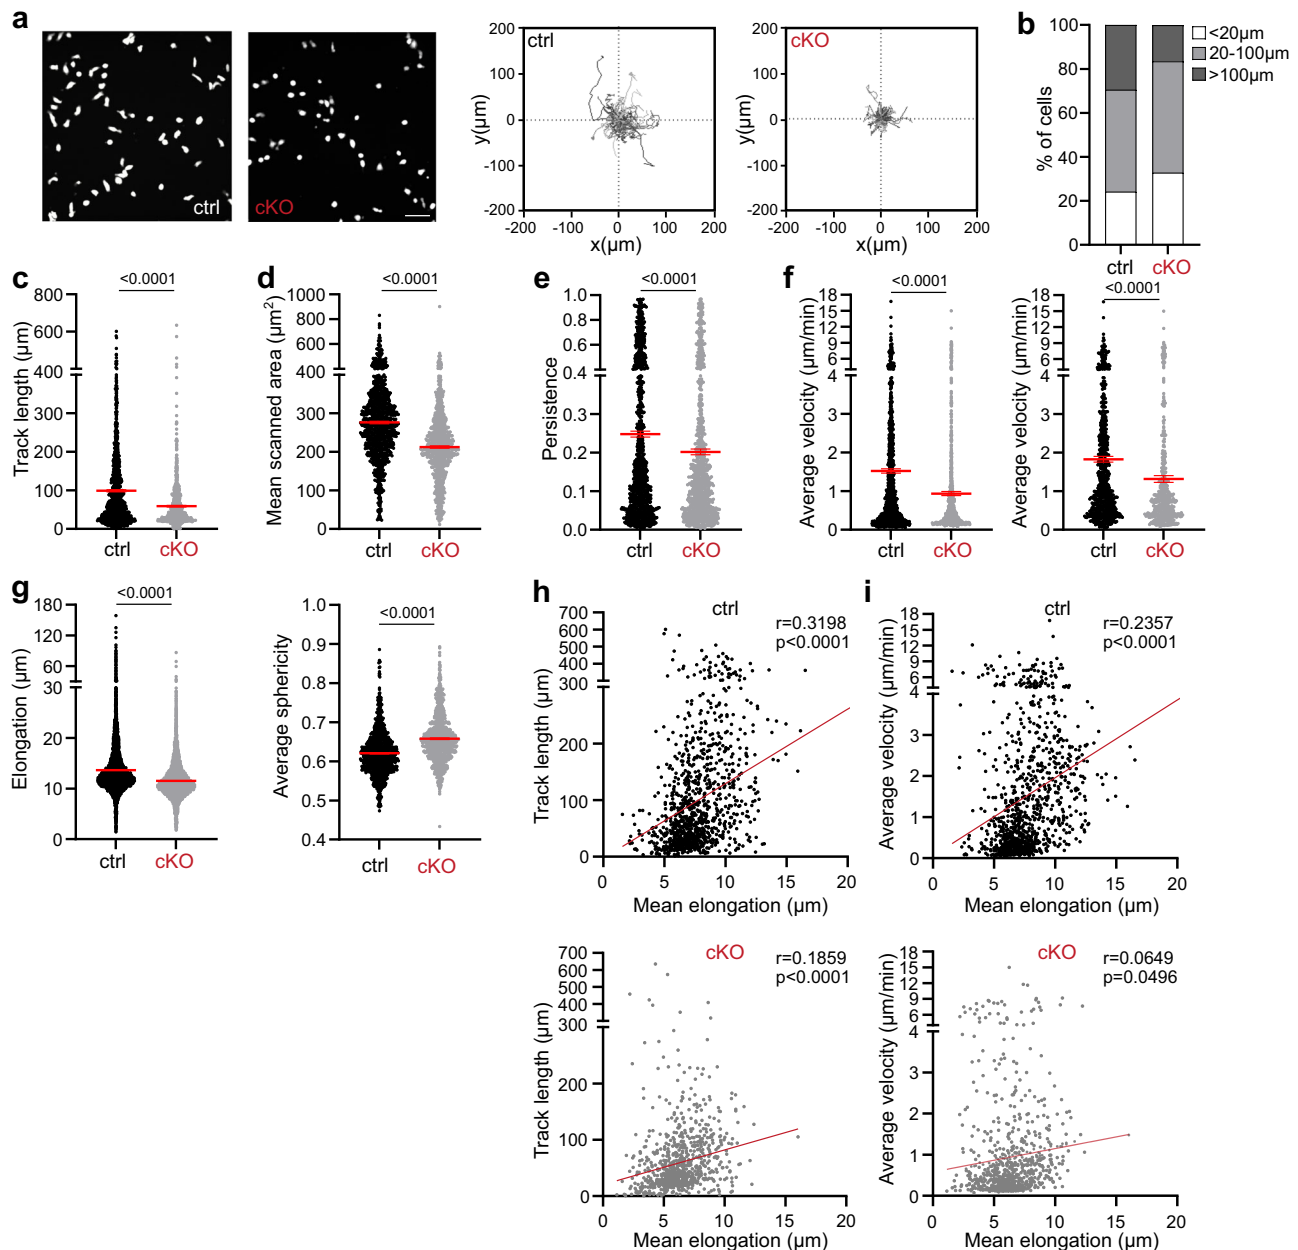 a
ctrl
cKO
ctrl
200
100
0
-100
-200
y(µm)
-200 -100 0 100 200
x(µm)
cKO
200
100
0
-100
-200
y(µm)
-200 -100 0 100 200
x(µm)
b
100
80
60
40
20
0
% of cells
ctrl cKO
<20µm
20-100µm
>100µm
c
<0.0001
800
600
400
300
200
100
0
Track length (µm)
ctrl cKO
d
<0.0001
1000
800
600
400
300
200
100
0
Mean scanned area (µm²)
ctrl cKO
e
<0.0001
1.0
0.8
0.6
0.4
0.3
0.2
0.1
0.0
Persistence
ctrl cKO
f
<0.0001
18
15
12
9
6
4
3
2
1
0
Average velocity (µm/min)
ctrl cKO
<0.0001
18
15
12
9
6
4
3
2
1
0
Average velocity (µm/min)
ctrl cKO
g
<0.0001
180
140
100
60
30
20
10
0
Elongation (µm)
ctrl cKO
<0.0001
1.0
0.9
0.8
0.7
0.6
0.5
0.4
Average sphericity
ctrl cKO
h
ctrl
r=0.3198
p<0.0001
700
600
500
400
300
200
100
0
Track length (µm)
0 5 10 15 20
Mean elongation (µm)
cKO
r=0.1859
p<0.0001
700
600
500
400
300
200
100
0
Track length (µm)
0 5 10 15 20
Mean elongation (µm)
i
r=0.2357
p<0.0001
18
15
12
9
6
4
3
2
1
0
Average velocity (µm/min)
0 5 10 15 20
Mean elongation (µm)
cKO
r=0.0649
p=0.0496
18
15
12
9
6
4
3
2
1
0
Average velocity (µm/min)
0 5 10 15 20
Mean elongation (µm)